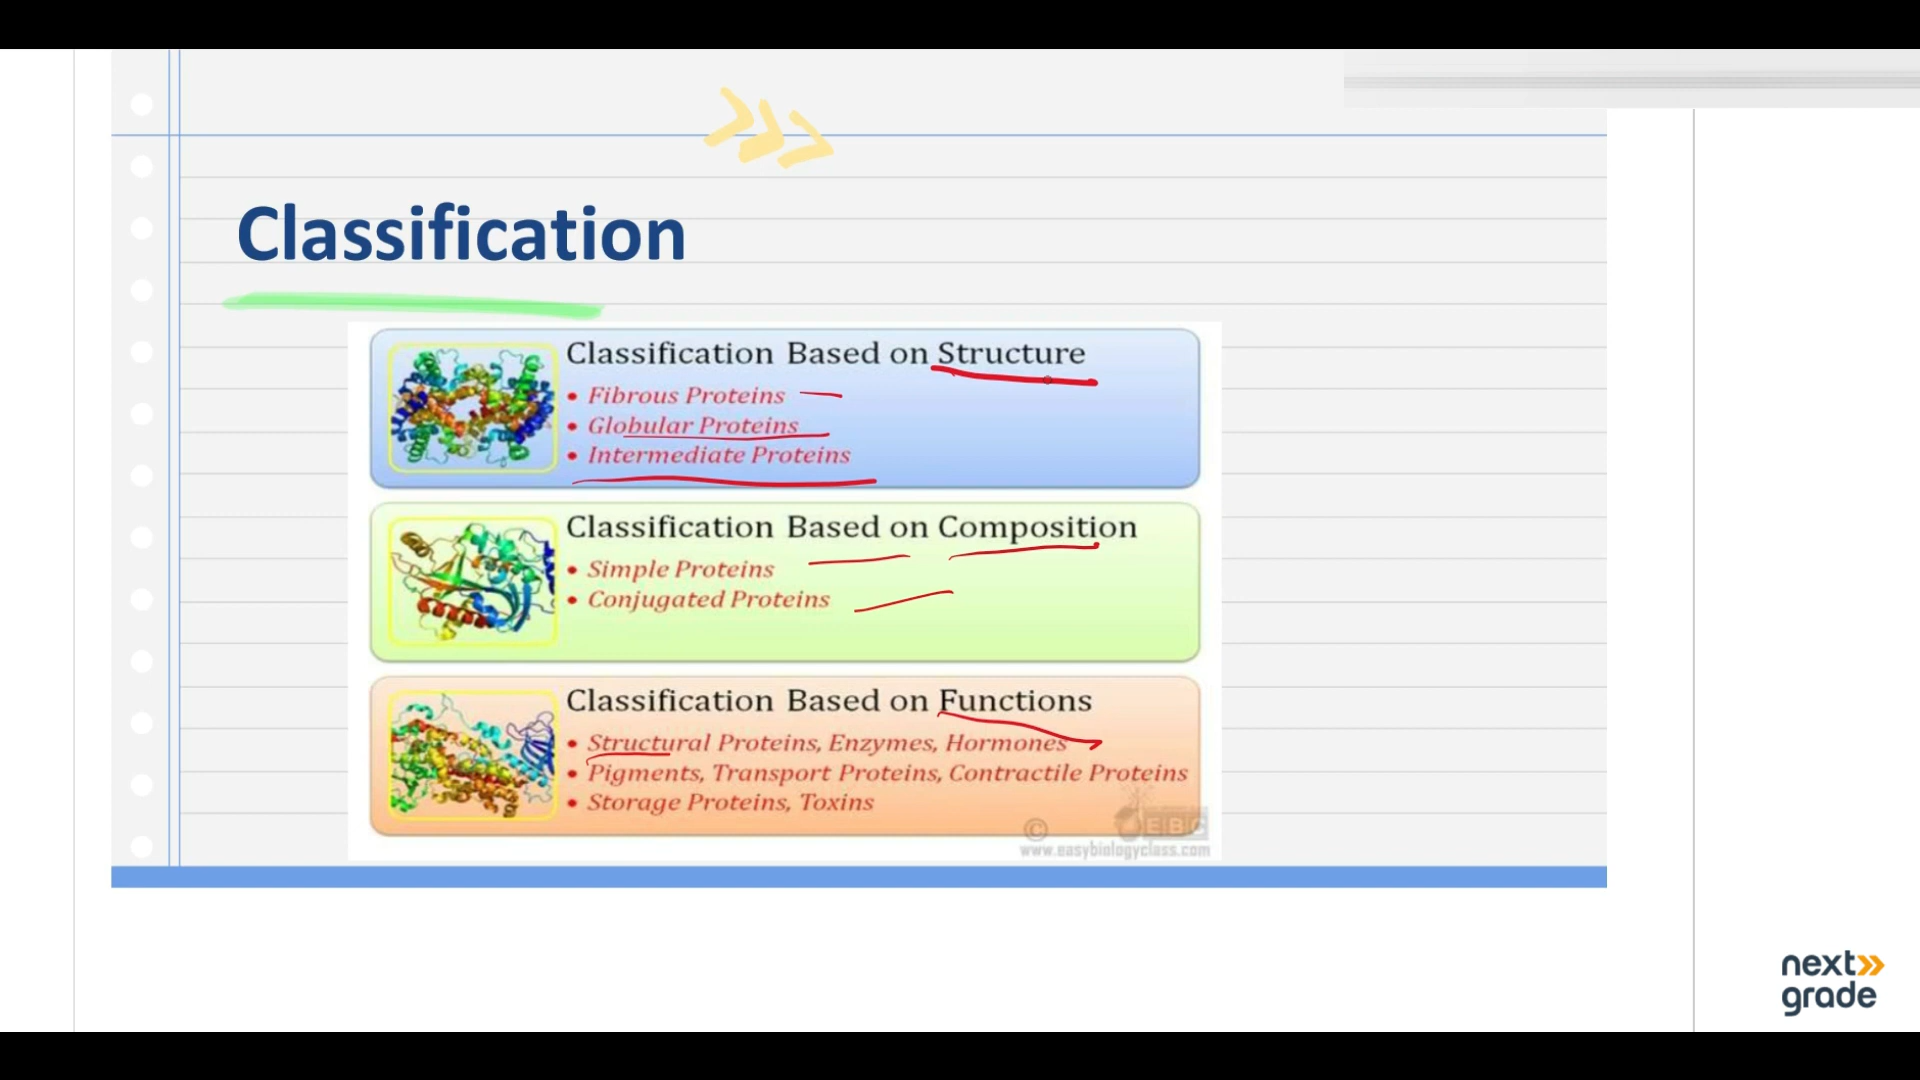 Classification
Classification Based on Structure
• Fibrous Proteins
• Globular Proteins
• Intermediate Proteins
Classification Based on Composition
• Simple Proteins
• Conjugated Proteins
Classification Based on Functions
• Structural Proteins, Enzymes, Hormones
• Pigments, Transport Proteins, Contractile Proteins
• Storage Proteins, Toxins
© EBC
www.easybiologyclass.com
next
grade